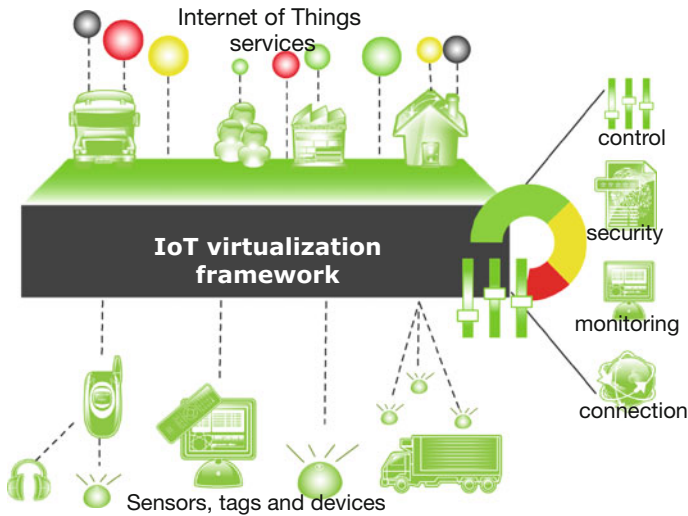 Internet of Things
services
control
security
IoT virtualization
framework
monitoring
connection
Sensors, tags and devices